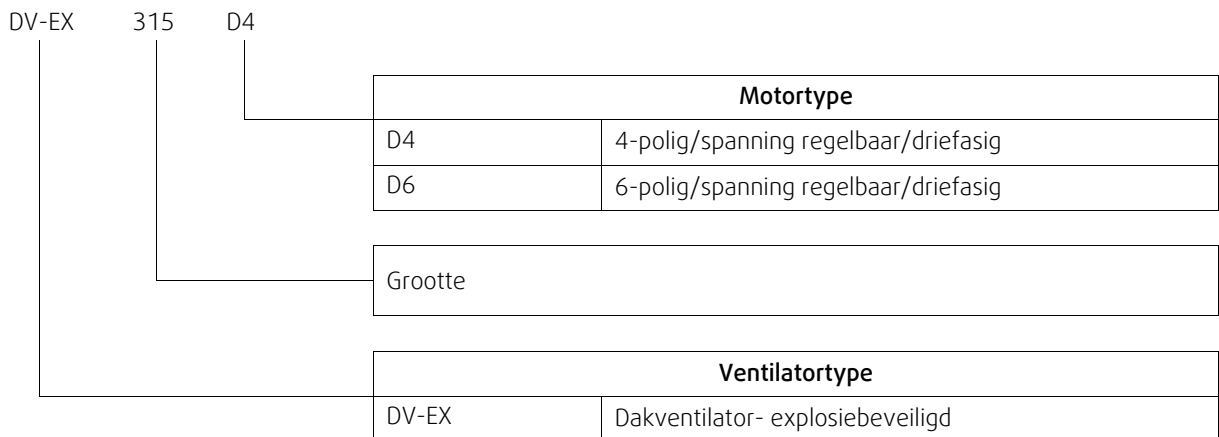 DV-EX 315 D4
Motortype
D4 4-polig/spanning regelbaar/driefasig
D6 6-polig/spanning regelbaar/driefasig
Grootte
Ventilatortype
DV-EX Dakventilator- explosiebeveiligd